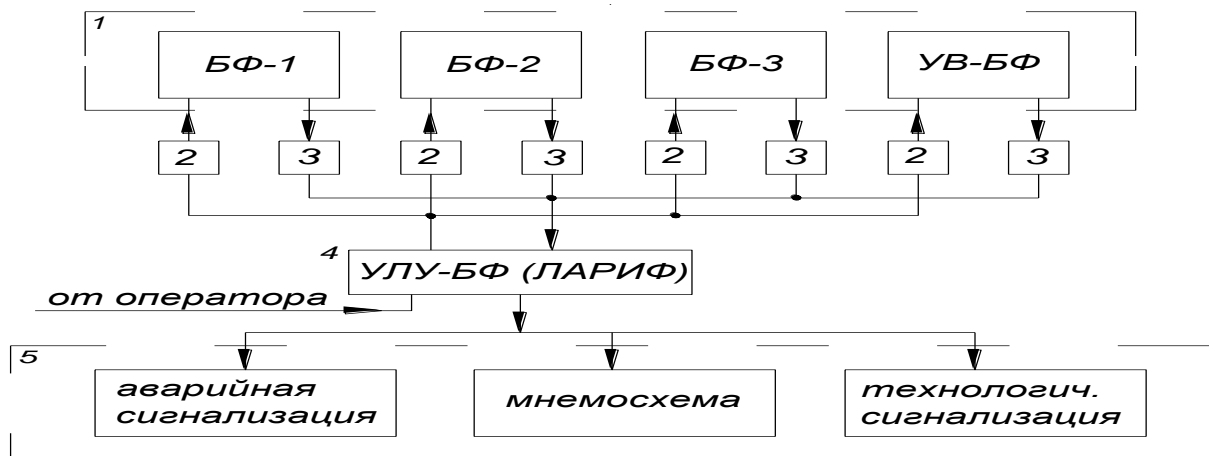 1
БФ-1 БФ-2 БФ-3 УВ-БФ
2 3 2 3 2 3 2 3
4
УЛУ-БФ (ЛАРИФ)
от оператора
5
аварийная
сигнализация
мнемосхема
технологич.
сигнализация